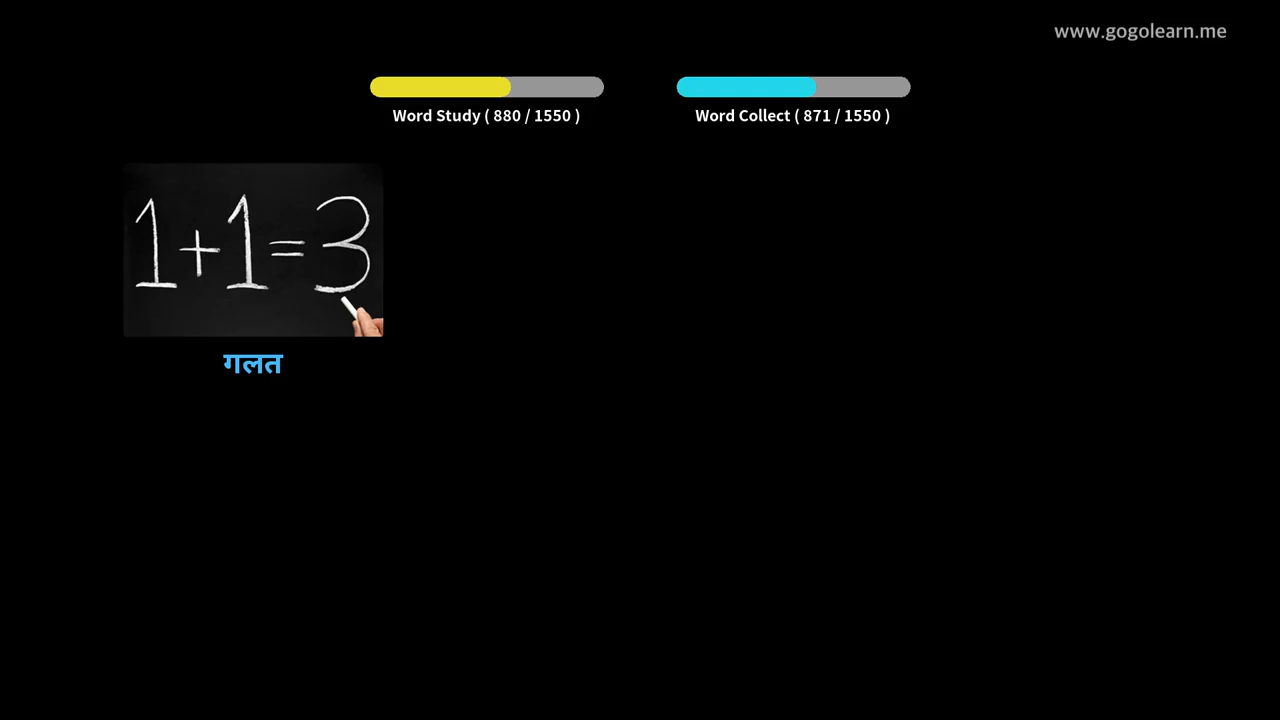 www.gogolearn.me
Word Study ( 880 / 1550 )
Word Collect ( 871 / 1550 )
1+1=3
गलत